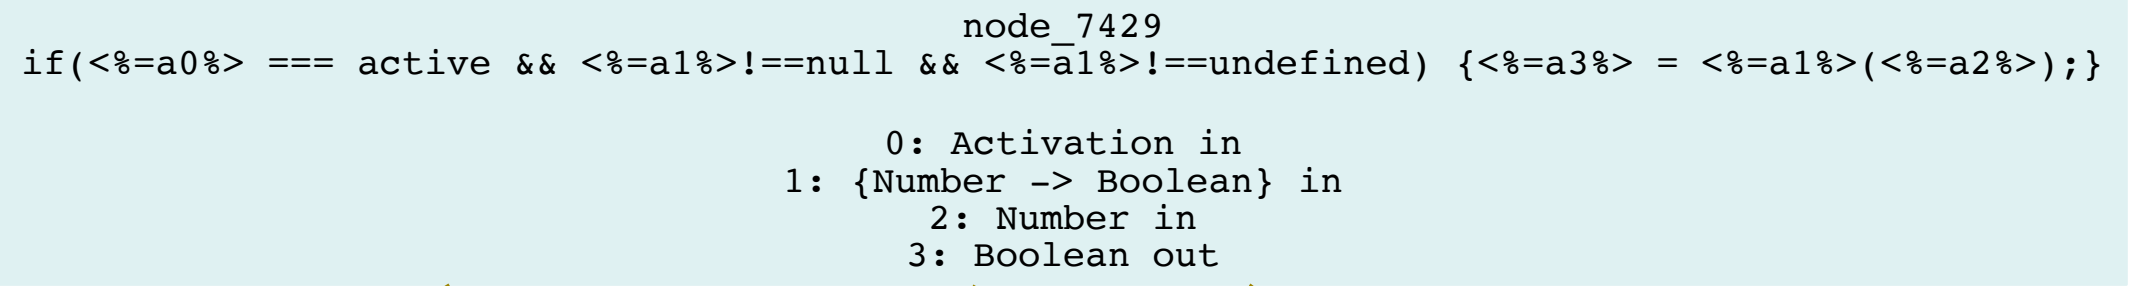 node_7429
if(<%=a0%> === active && <%=a1%>!==null && <%=a1%>!==undefined) {<%=a3%> = <%=a1%>(<%=a2%>);}
0: Activation in
1: {Number -> Boolean} in
2: Number in
3: Boolean out